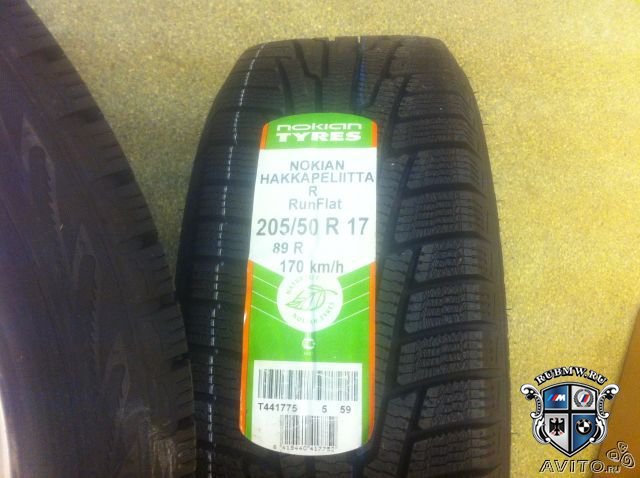 nokian
TYRES
NOKIAN
HAKKAPELIITTA
R
RunFlat
205/50 R 17
89 R
170 km/h
T441775 5 59
RUBMW.RU
AVITO.RU